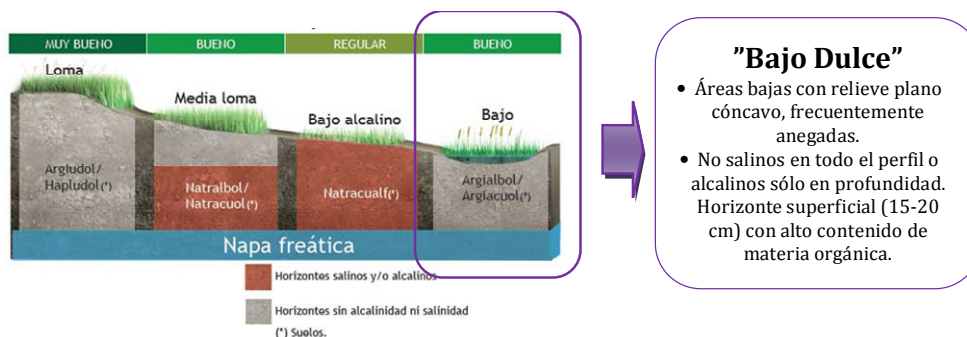 MUY BUENO
BUENO
REGULAR
BUENO
Loma
Media loma
Bajo alcalino
Bajo
Argiudol/
Hapludol(*)
Natralbol/
Natracuol(*)
Natracualf(*)
Argialbol/
Argiacuol(*)
Napa freática
Horizontes salinos y/o alcalinos
Horizontes sin alcalinidad ni salinidad
(*) Suelos.
”Bajo Dulce”
• Áreas bajas con relieve plano
cóncavo, frecuentemente
anegadas.
• No salinos en todo el perfil o
alcalinos sólo en profundidad.
Horizonte superficial (15-20
cm) con alto contenido de
materia orgánica.